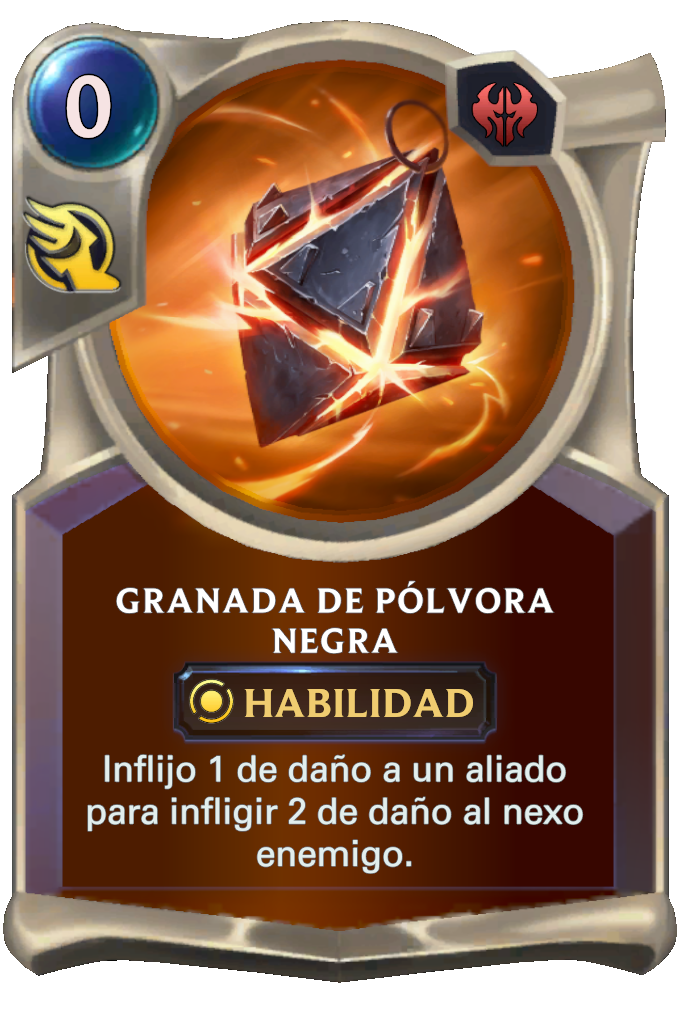 0
GRANADA DE PÓLVORA
NEGRA
HABILIDAD
Inflijo 1 de daño a un aliado
para infligir 2 de daño al nexo
enemigo.